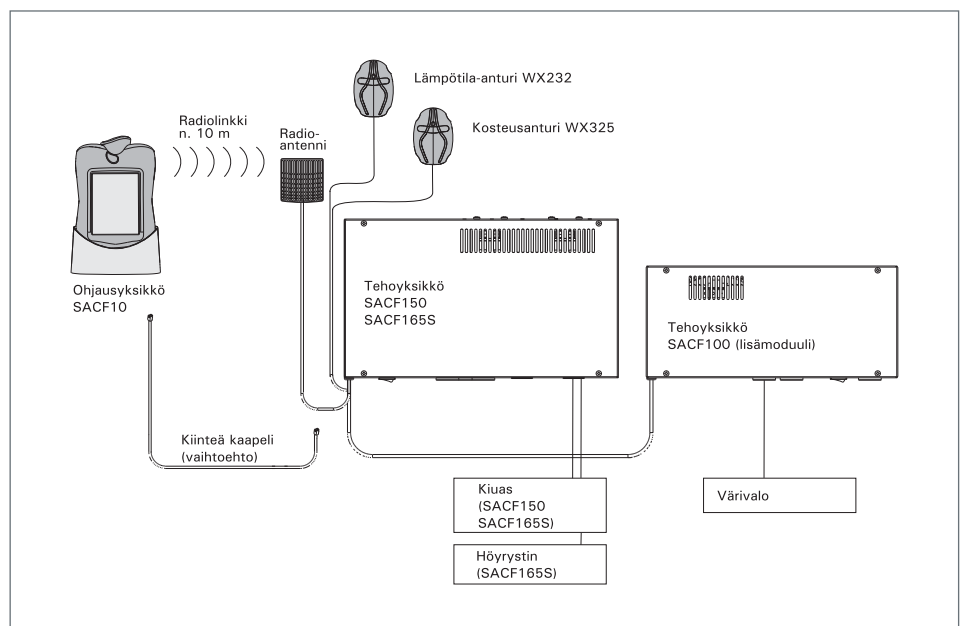 Lämpötila-anturi WX232
Kosteusanturi WX325
Radiolinkki
n. 10 m
Radio-
antenni
Ohjausyksikkö
SACF10
Tehoyksikkö
SACF150
SACF165S
Tehoyksikkö
SACF100 (lisämoduuli)
Kiinteä kaapeli
(vaihtoehto)
Kiuas
(SACF150
SACF165S)
Värivalo
Höyrystin
(SACF165S)